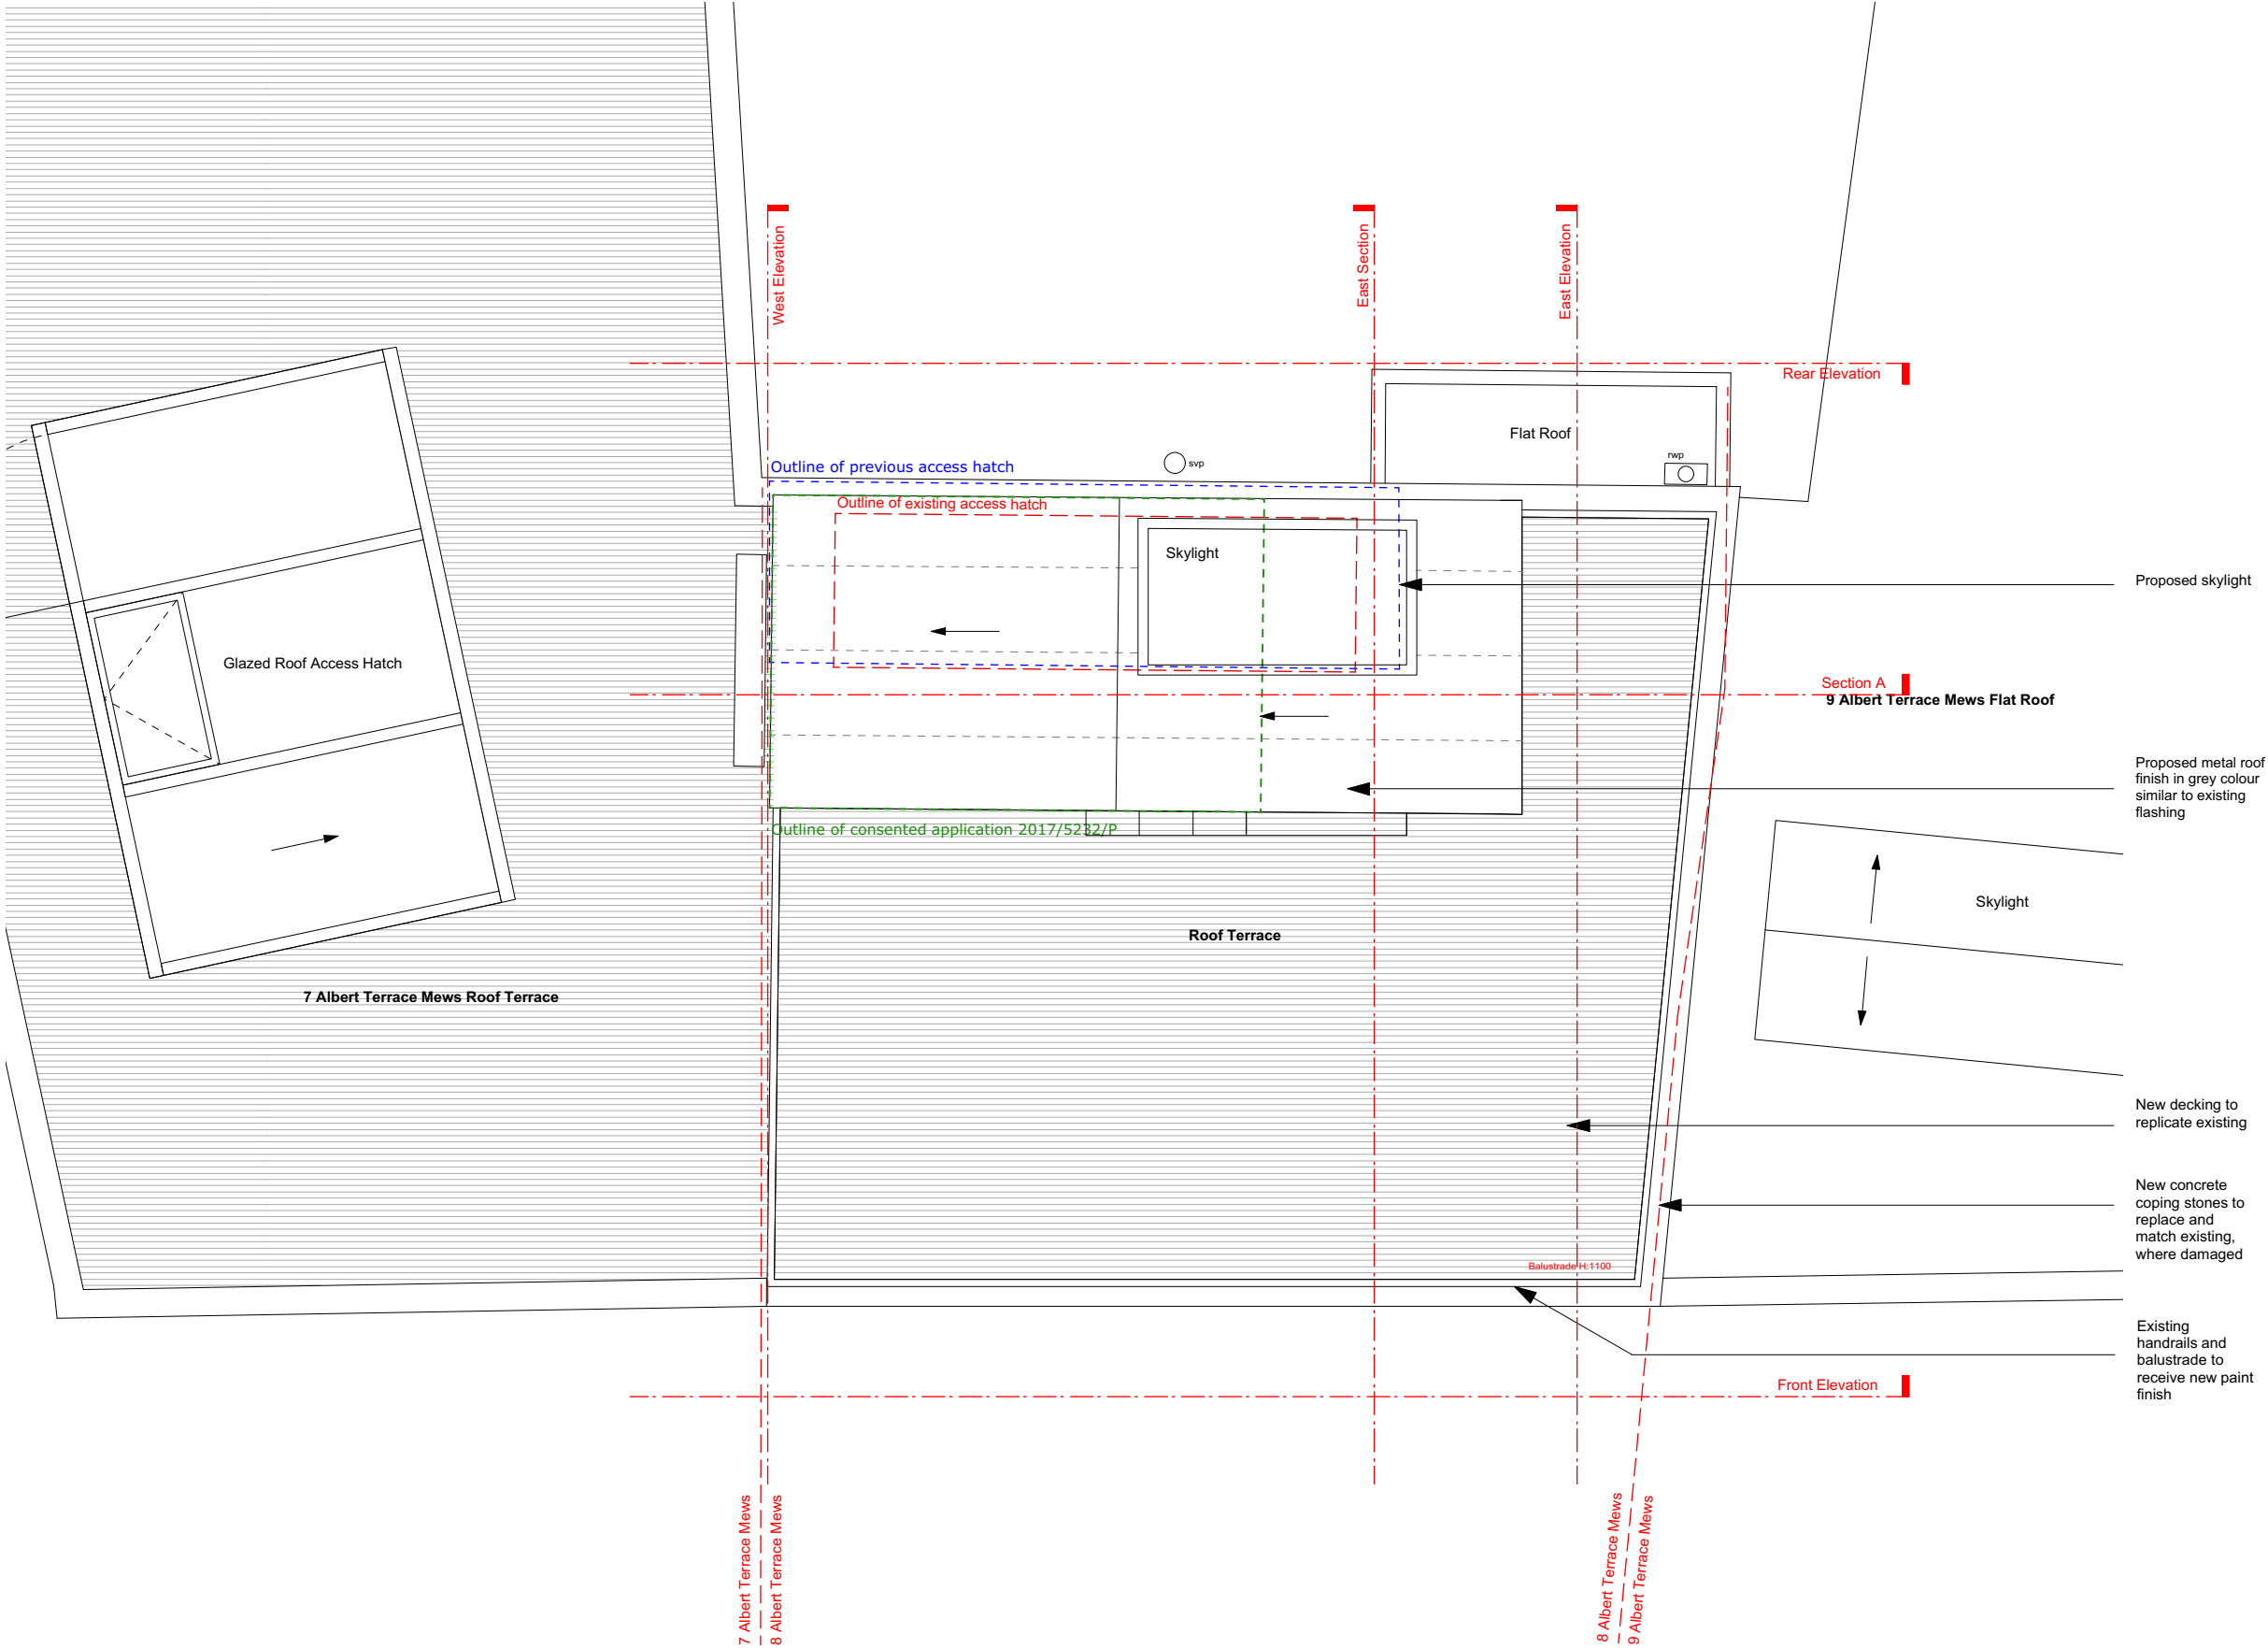 West Elevation
East Section
East Elevation
Rear Elevation
Flat Roof
rwp
svp
Outline of previous access hatch
Outline of existing access hatch
Skylight
Proposed skylight
Glazed Roof Access Hatch
Section A
9 Albert Terrace Mews Flat Roof
Proposed metal roof
finish in grey colour
similar to existing
flashing
Outline of consented application 2017/5232/P
Skylight
Roof Terrace
7 Albert Terrace Mews Roof Terrace
New decking to
replicate existing
New concrete
coping stones to
replace and
match existing,
where damaged
Balustrade H:1100
Existing
handrails and
balustrade to
receive new paint
finish
Front Elevation
7 Albert Terrace Mews
8 Albert Terrace Mews
8 Albert Terrace Mews
9 Albert Terrace Mews